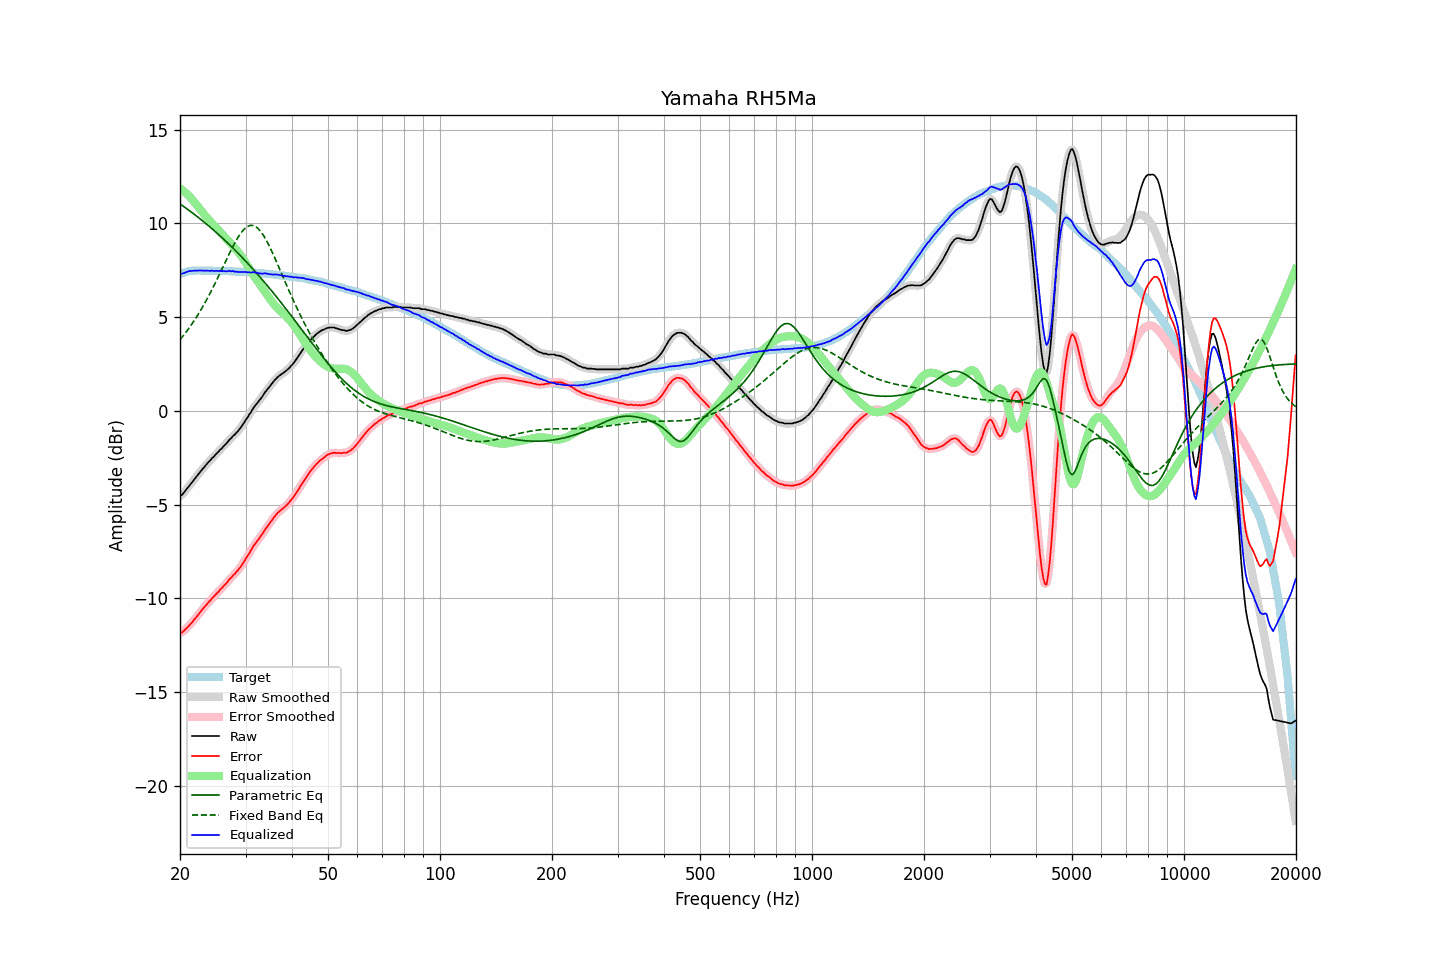 Yamaha RH5Ma
Amplitude (dBr)
15
10
5
0
−5
−10
−15
−20
Target
Raw Smoothed
Error Smoothed
Raw
Error
Equalization
Parametric Eq
Fixed Band Eq
Equalized
20 50 100 200 500 1000 2000 5000 10000 20000
Frequency (Hz)